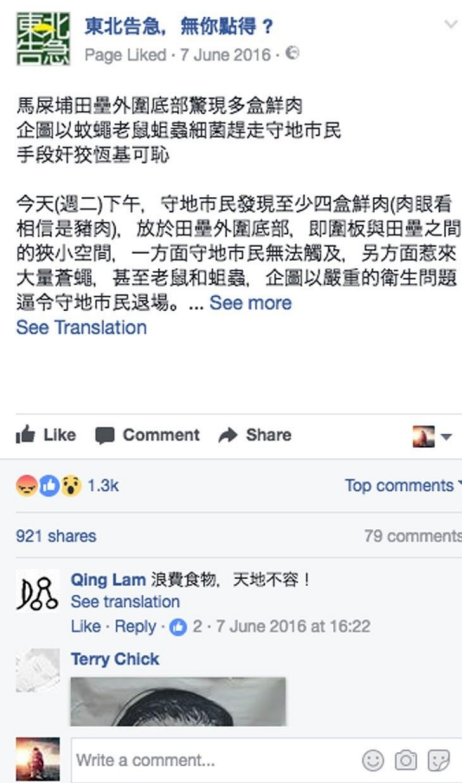 東北告急
東北告急，無你點得？
Page Liked · 7 June 2016 ·
馬屎埔田壘外圍底部驚現多盒鮮肉
企圖以蚊蠅老鼠蛆蟲細菌趕走守地市民
手段奸狡恆基可恥
今天(週二)下午，守地市民發現至少四盒鮮肉(肉眼看
相信是豬肉)，放於田壘外圍底部，即圍板與田壘之間
的狹小空間，一方面守地市民無法觸及，另方面惹來
大量蒼蠅，甚至老鼠和蛆蟲，企圖以嚴重的衛生問題
逼令守地市民退場。... See more
See Translation
Like Comment Share
1.3k Top comments
921 shares 79 comments
Qing Lam 浪費食物，天地不容！
See translation
Like · Reply · 2 · 7 June 2016 at 16:22
Terry Chick
Write a comment...